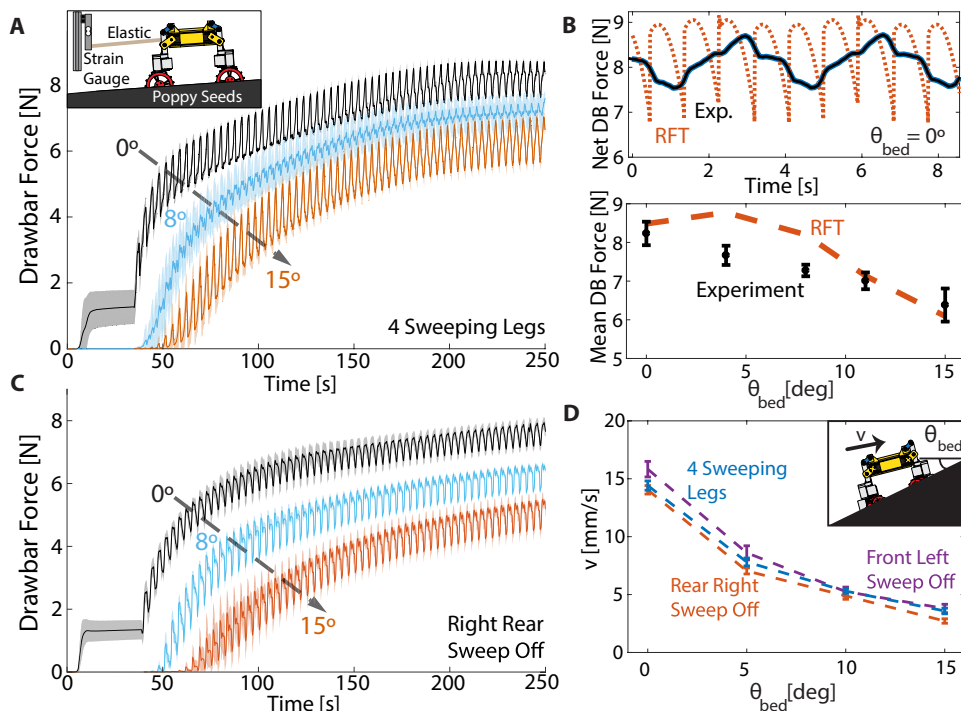 A
Elastic
Strain
Gauge
Poppy Seeds
Drawbar Force [N]
8
6
4
2
0
0º
8º
15º
4 Sweeping Legs
0 50 100 150 200 250
Time [s]
B
Net DB Force [N]
9
8
7
6
RFT
Exp.
θbed = 0º
0 2 4 6 8
Time [s]
Mean DB Force [N]
9
8
7
6
5
RFT
Experiment
0 5 10 15
θbed[deg]
C
Drawbar Force [N]
8
6
4
2
0
0º
8º
15º
Right Rear
Sweep Off
0 50 100 150 200 250
Time [s]
D
v [mm/s]
20
15
10
5
0
v
θbed
4 Sweeping
Legs
Front Left
Sweep Off
Rear Right
Sweep Off
0 5 10 15
θbed[deg]